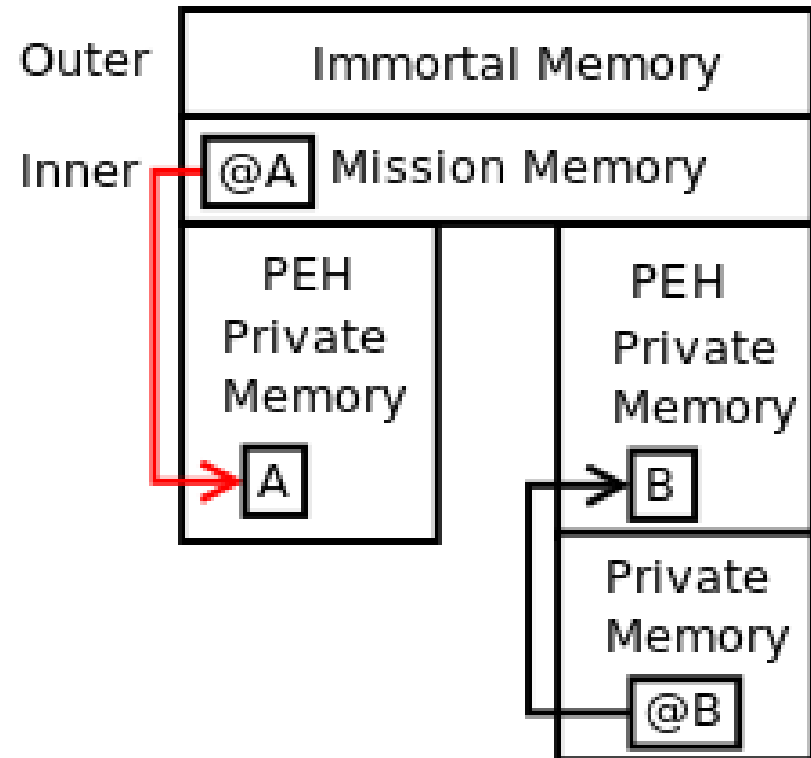 Outer
Immortal Memory
Inner
@A
Mission Memory
PEH
Private
Memory
A
PEH
Private
Memory
B
Private
Memory
@B